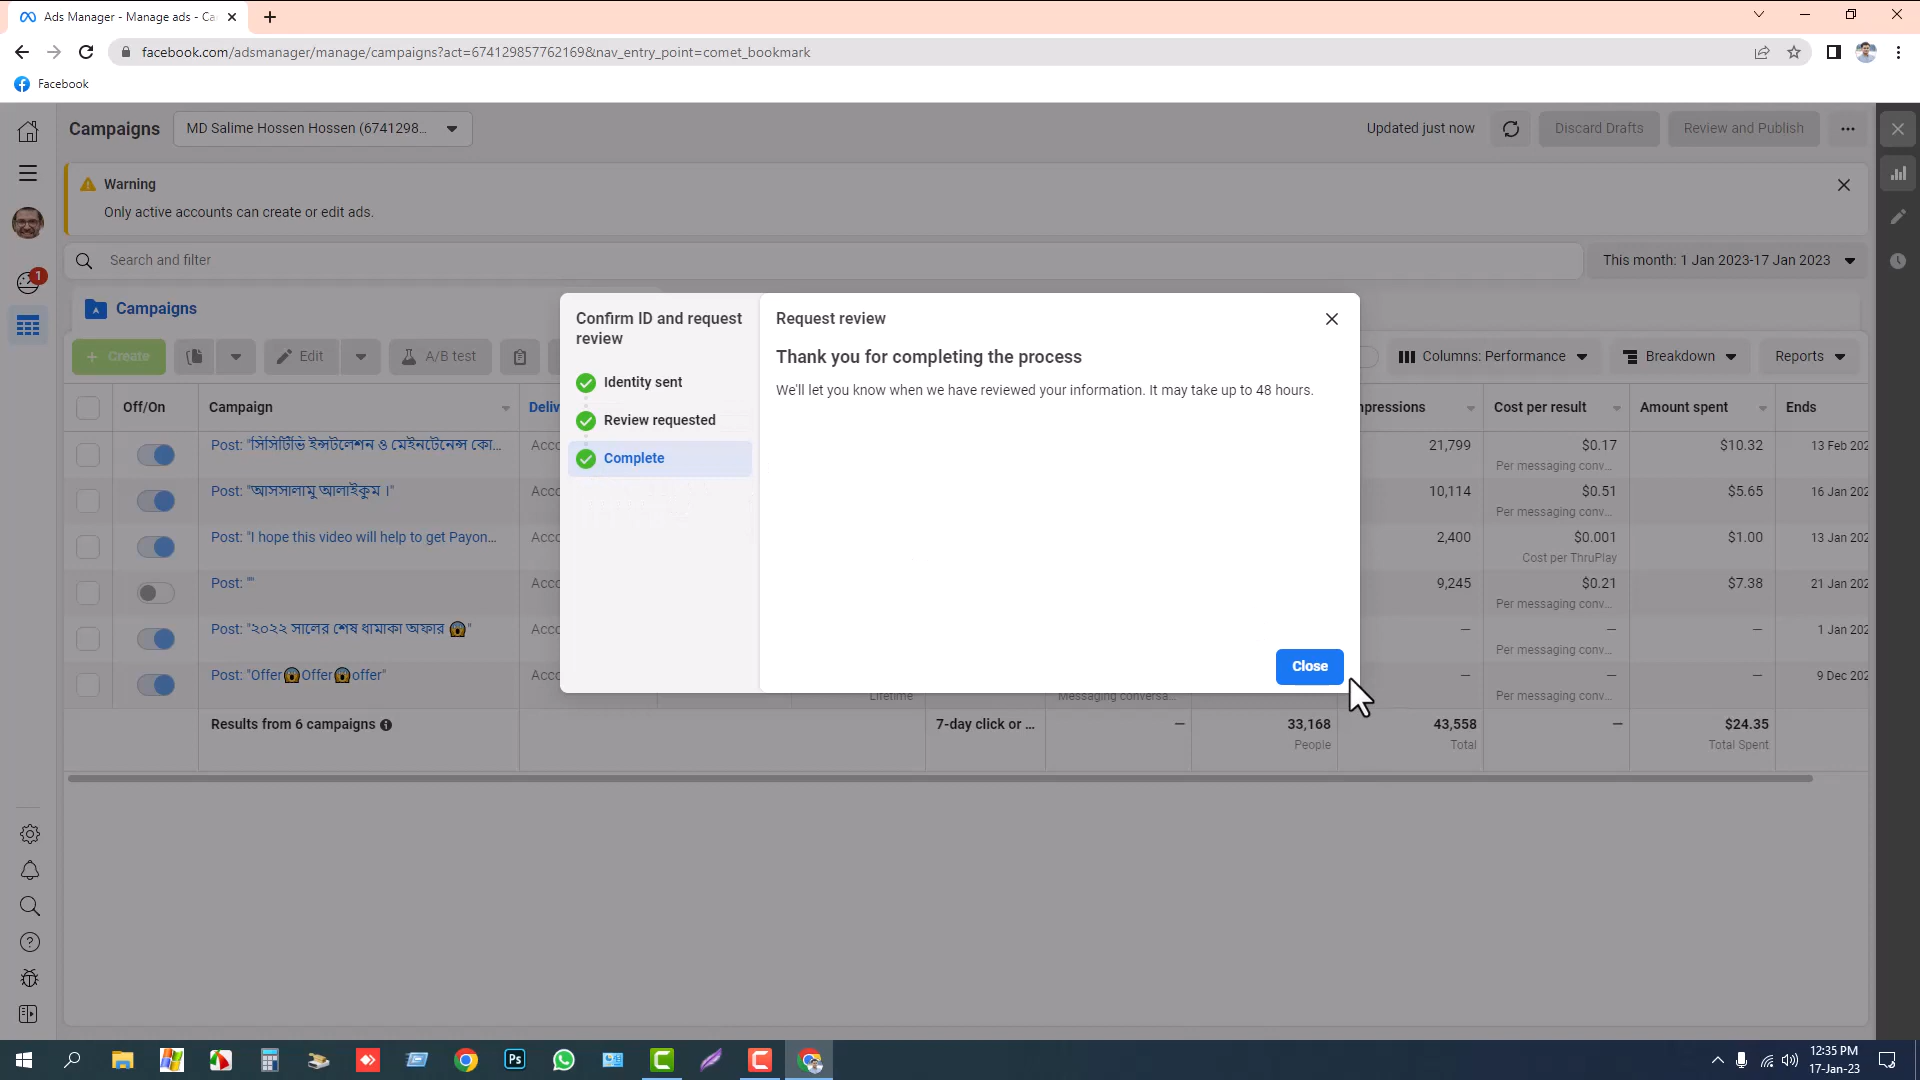 Ads Manager - Manage ads - Ca
facebook.com/adsmanager/manage/campaigns?act=674129857762169&nav_entry_point=comet_bookmark
Facebook
Campaigns
MD Salime Hossen Hossen (6741298...
Updated just now
Discard Drafts
Review and Publish
Warning
Only active accounts can create or edit ads.
Search and filter
This month: 1 Jan 2023-17 Jan 2023
1
Campaigns
+ Create
Edit
A/B test
Columns: Performance
Breakdown
Reports
Off/On
Campaign
Deliv
mpressions
Cost per result
Amount spent
Ends
Post: "সিসিটিভি ইন্সটলেশন ও মেইনটেনেন্স কো...
Acco
21,799
$0.17
$10.32
13 Feb 202
Per messaging conv...
Post: "আসসালামু আলাইকুম ।"
Acco
10,114
$0.51
$5.65
16 Jan 202
Per messaging conv...
Post: "I hope this video will help to get Payon...
Acco
2,400
$0.001
$1.00
13 Jan 202
Cost per ThruPlay
Post: ""
Acco
9,245
$0.21
$7.38
21 Jan 202
Per messaging conv...
Post: "২০২২ সালের শেষ ধামাকা অফার 😱"
Acco
—
—
—
1 Jan 202
Per messaging conv...
Post: "Offer😱Offer😱offer"
Acco
—
—
—
9 Dec 202
Lifetime
Messaging conversa...
Per messaging conv...
Results from 6 campaigns
7-day click or ...
—
33,168
43,558
—
$24.35
People
Total
Total Spent
Confirm ID and request
review
Identity sent
Review requested
Complete
Request review
Thank you for completing the process
We'll let you know when we have reviewed your information. It may take up to 48 hours.
Close
Ps
12:35 PM
17-Jan-23